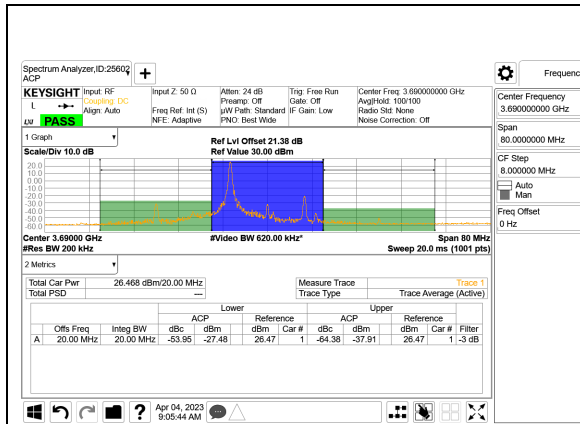 Spectrum Analyzer,ID:25602
ACP
Frequenc
KEYSIGHT
L
LXI
PASS
Input: RF
Coupling: DC
Align: Auto
Input Z: 50 Ω
Freq Ref: Int (S)
NFE: Adaptive
Atten: 24 dB
Preamp: Off
µW Path: Standard
PNO: Best Wide
Trig: Free Run
Gate: Off
IF Gain: Low
Center Freq: 3.690000000 GHz
Avg|Hold: 100/100
Radio Std: None
Noise Correction: Off
Center Frequency
3.690000000 GHz
Span
80.0000000 MHz
CF Step
8.000000 MHz
Auto
Man
Freq Offset
0 Hz
1 Graph
Scale/Div 10.0 dB
Ref Lvl Offset 21.38 dB
Ref Value 30.00 dBm
20.0
10.0
0.00
-10.0
-20.0
-30.0
-40.0
-50.0
-60.0
Center 3.69000 GHz
#Video BW 620.00 kHz*
Span 80 MHz
#Res BW 200 kHz
Sweep 20.0 ms (1001 pts)
2 Metrics
Total Car Pwr 26.468 dBm/20.00 MHz
Total PSD ---
Measure Trace Trace 1
Trace Type Trace Average (Active)
Lower Upper
ACP Reference ACP Reference
Offs Freq Integ BW dBc dBm dBm Car # dBc dBm dBm Car # Filter
A 20.00 MHz 20.00 MHz -53.95 -27.48 26.47 1 -64.38 -37.91 26.47 1 -3 dB
?
Apr 04, 2023
9:05:44 AM